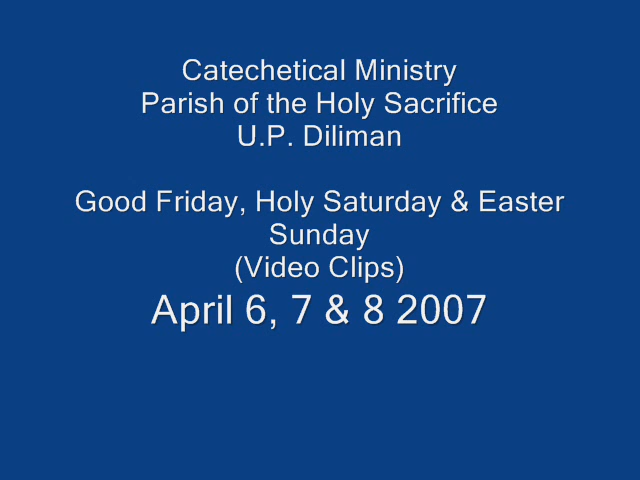 Catechetical Ministry
Parish of the Holy Sacrifice
U.P. Diliman
Good Friday, Holy Saturday & Easter
Sunday
(Video Clips)
April 6, 7 & 8 2007